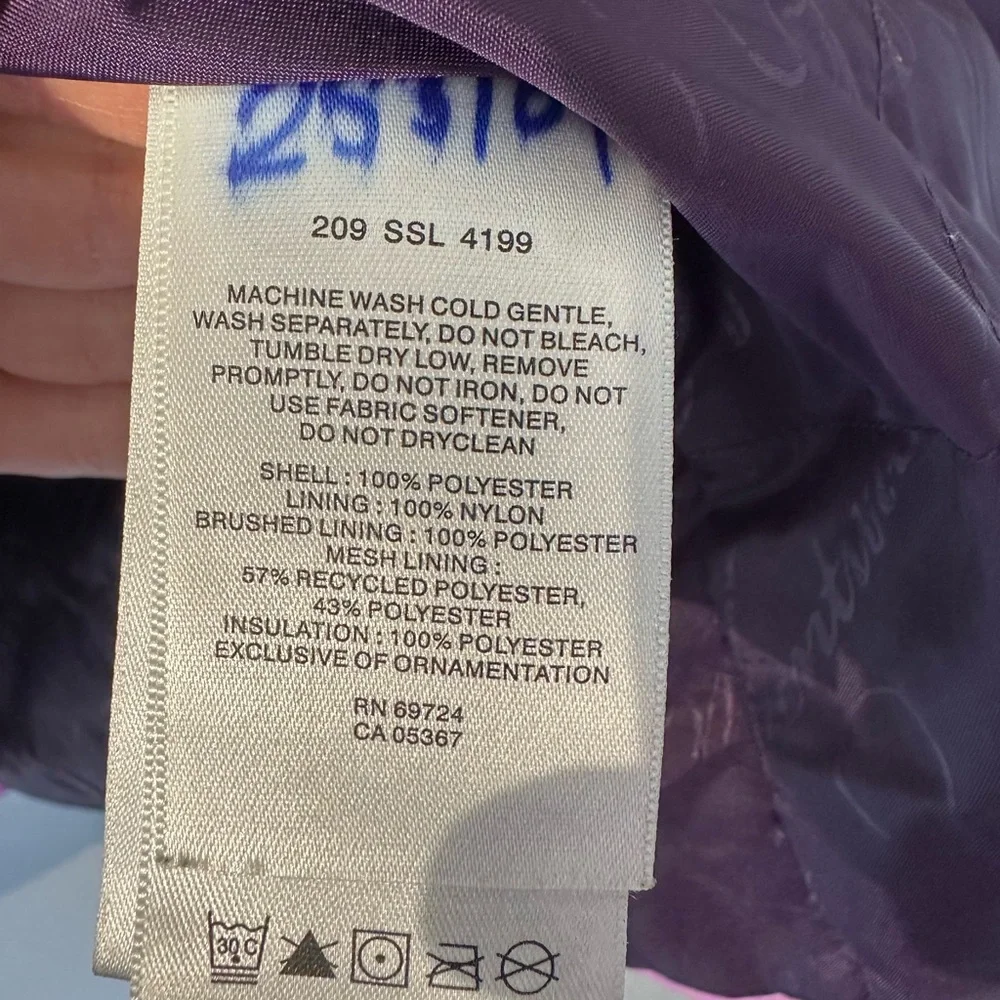 209 SSL 4199
MACHINE WASH COLD GENTLE,
WASH SEPARATELY, DO NOT BLEACH,
TUMBLE DRY LOW, REMOVE
PROMPTLY, DO NOT IRON, DO NOT
USE FABRIC SOFTENER,
DO NOT DRYCLEAN
SHELL : 100% POLYESTER
LINING : 100% NYLON
BRUSHED LINING : 100% POLYESTER
MESH LINING :
57% RECYCLED POLYESTER,
43% POLYESTER
INSULATION : 100% POLYESTER
EXCLUSIVE OF ORNAMENTATION
RN 69724
CA 05367
30 C